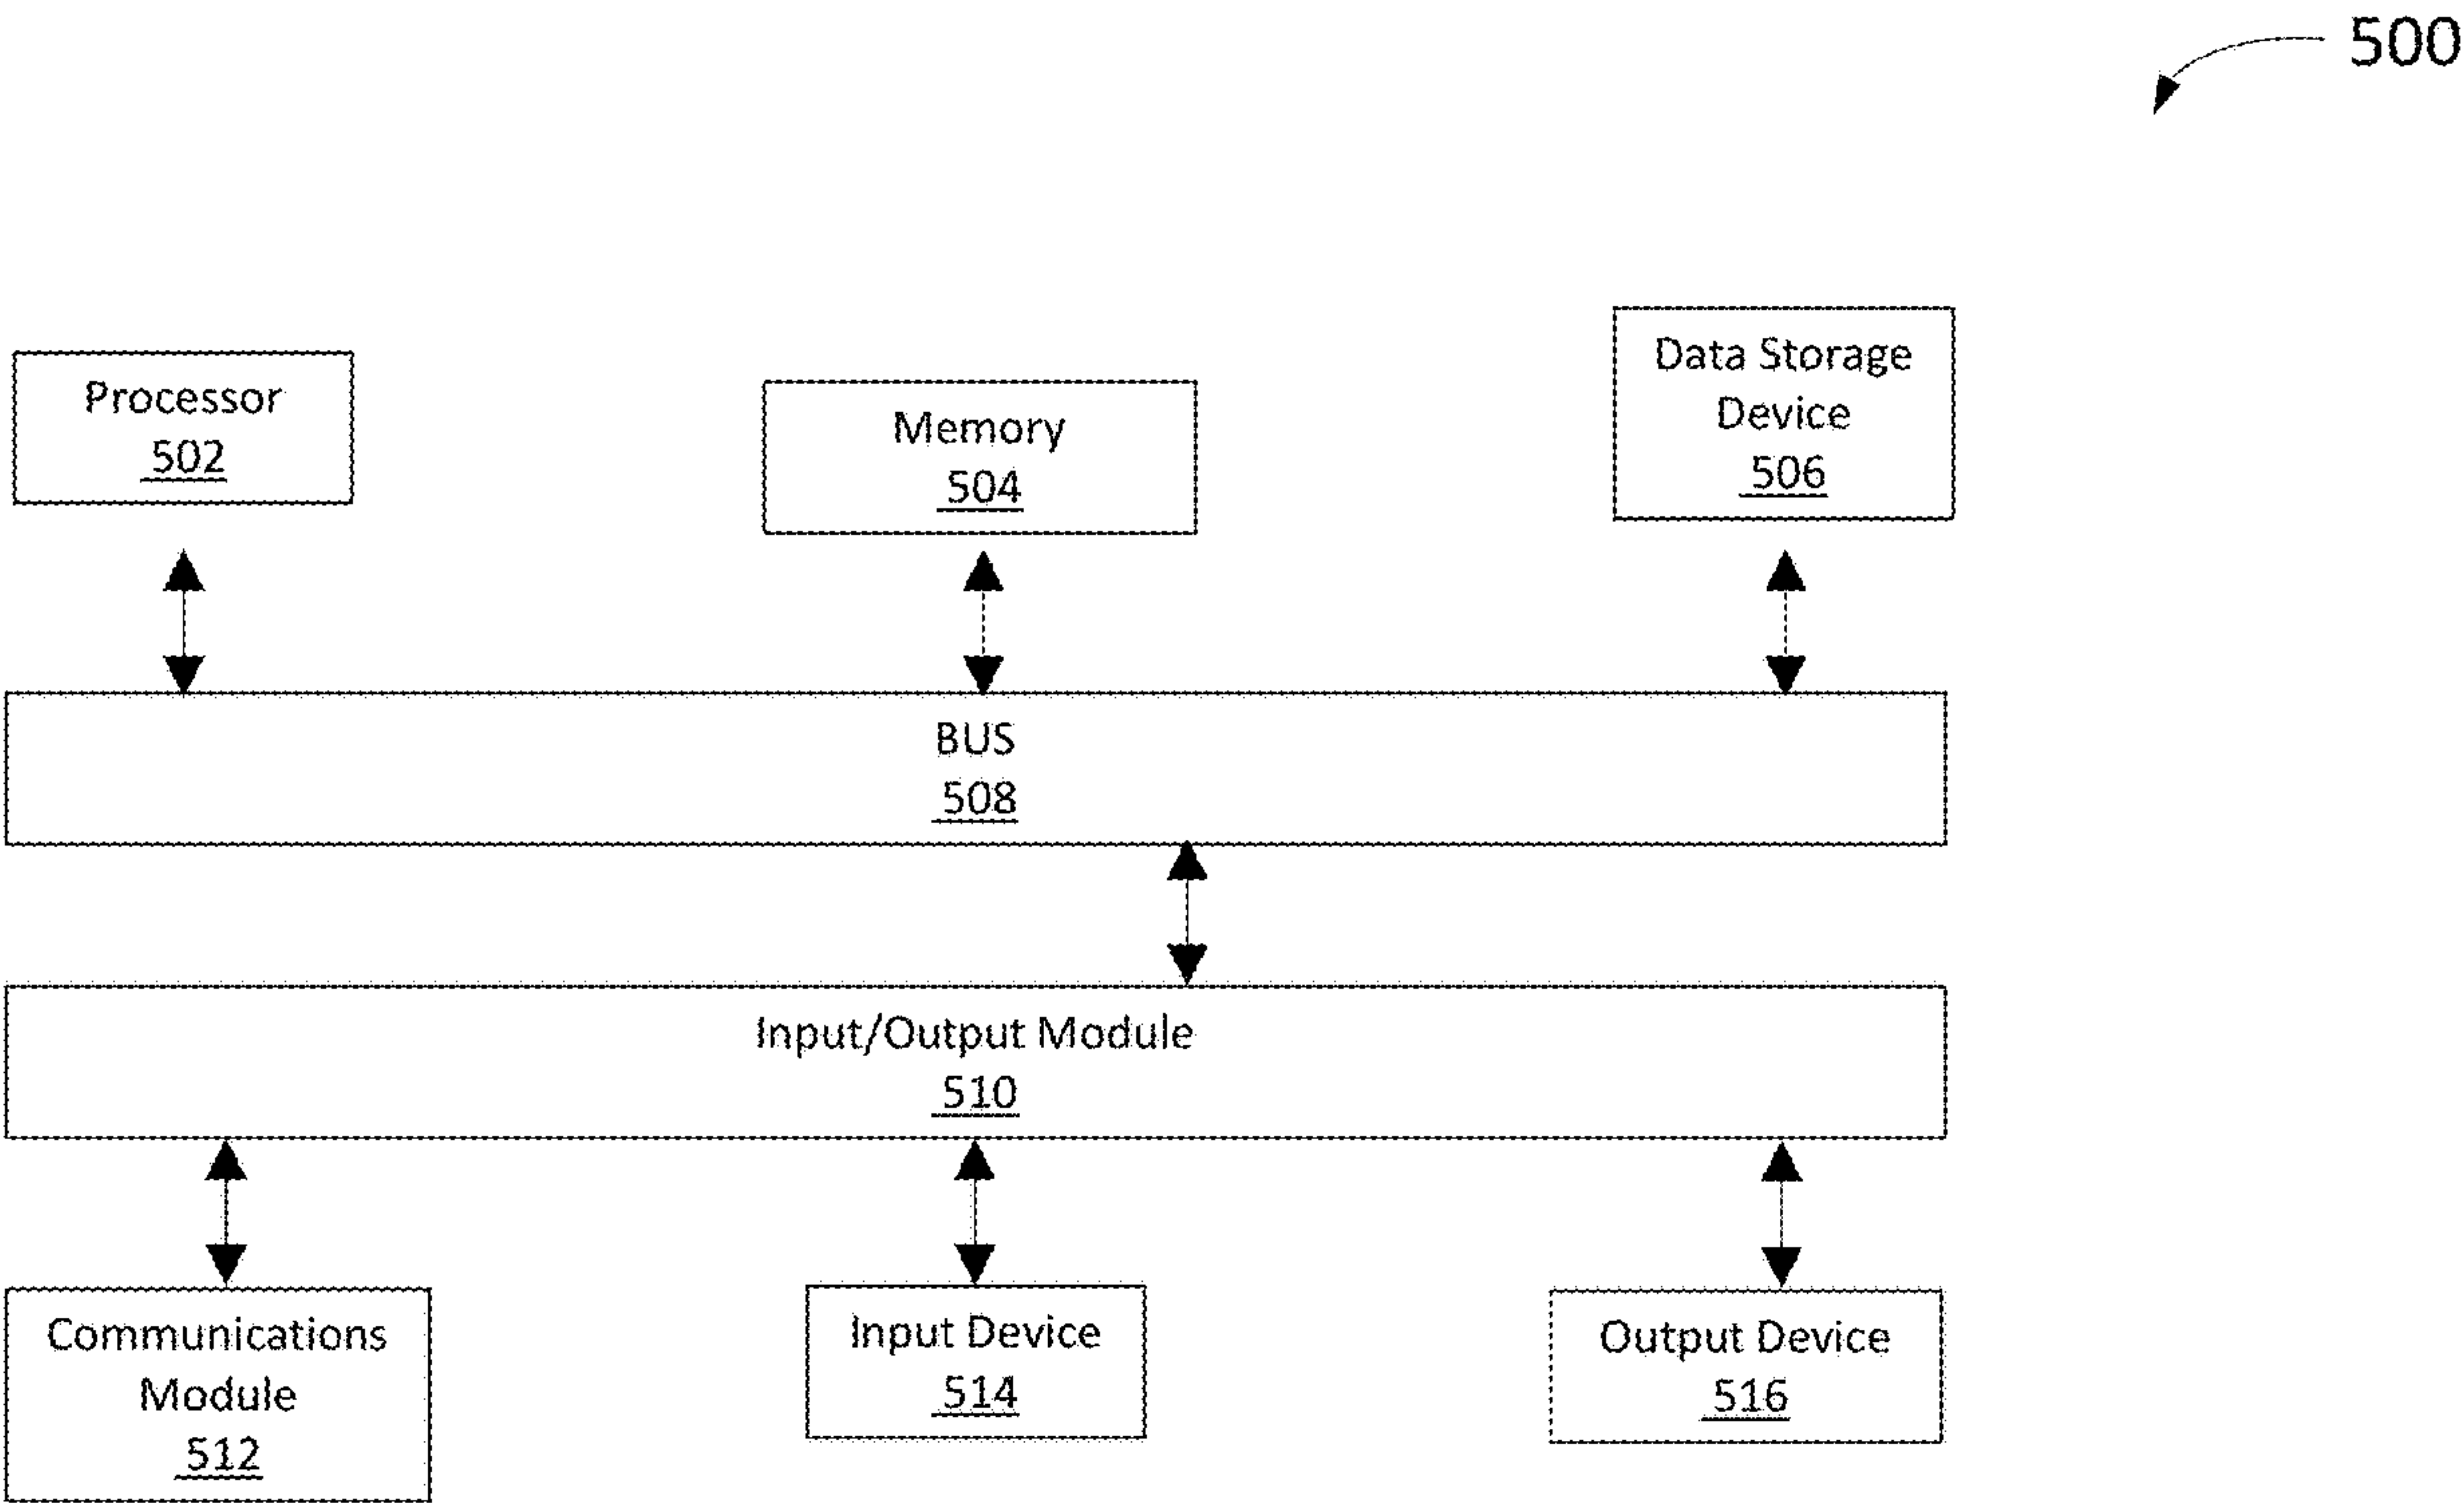 500
Processor
502
Memory
504
Data Storage
Device
506
BUS
508
Input/Output Module
510
Communications
Module
512
Input Device
514
Output Device
516